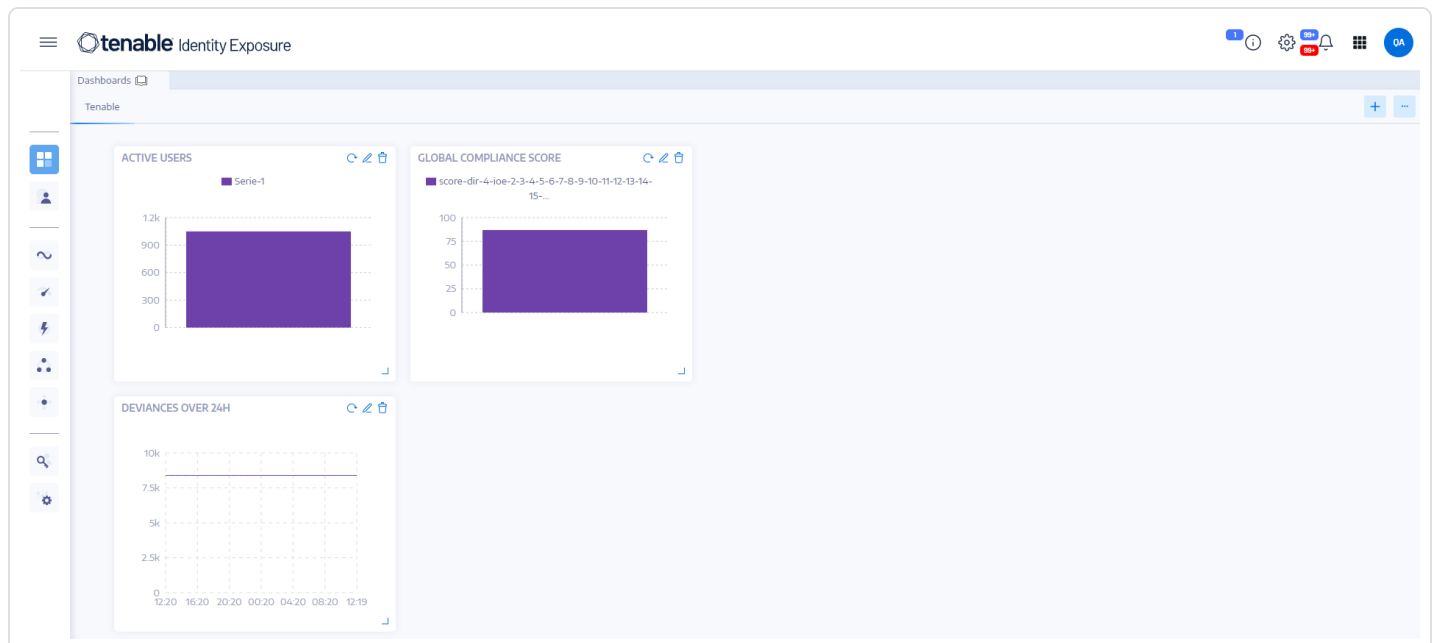 tenable Identity Exposure
1
99+
99+
QA
Dashboards
Tenable
ACTIVE USERS
Serie-1
1.2k
900
600
300
0
GLOBAL COMPLIANCE SCORE
score-dir-4-ioe-2-3-4-5-6-7-8-9-10-11-12-13-14-
15-...
100
75
50
25
0
DEVIANCES OVER 24H
10k
7.5k
5k
2.5k
0
12:20 16:20 20:20 00:20 04:20 08:20 12:19